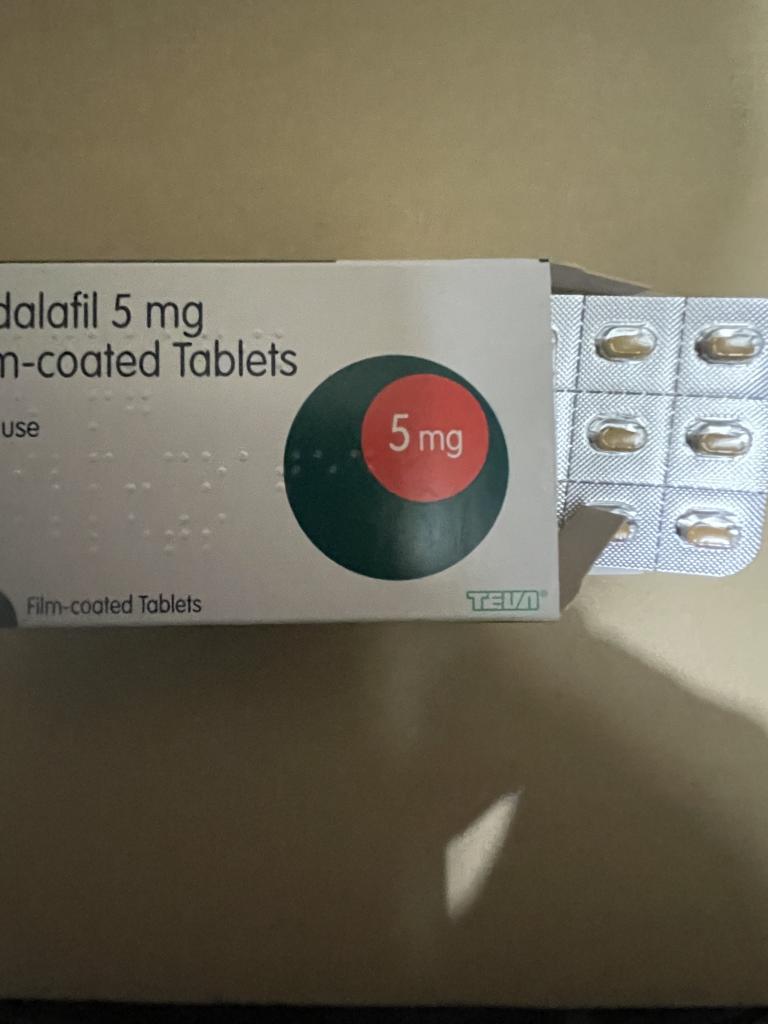 dalafil 5 mg
m-coated Tablets
use
5 mg
Film-coated Tablets
TEVA®